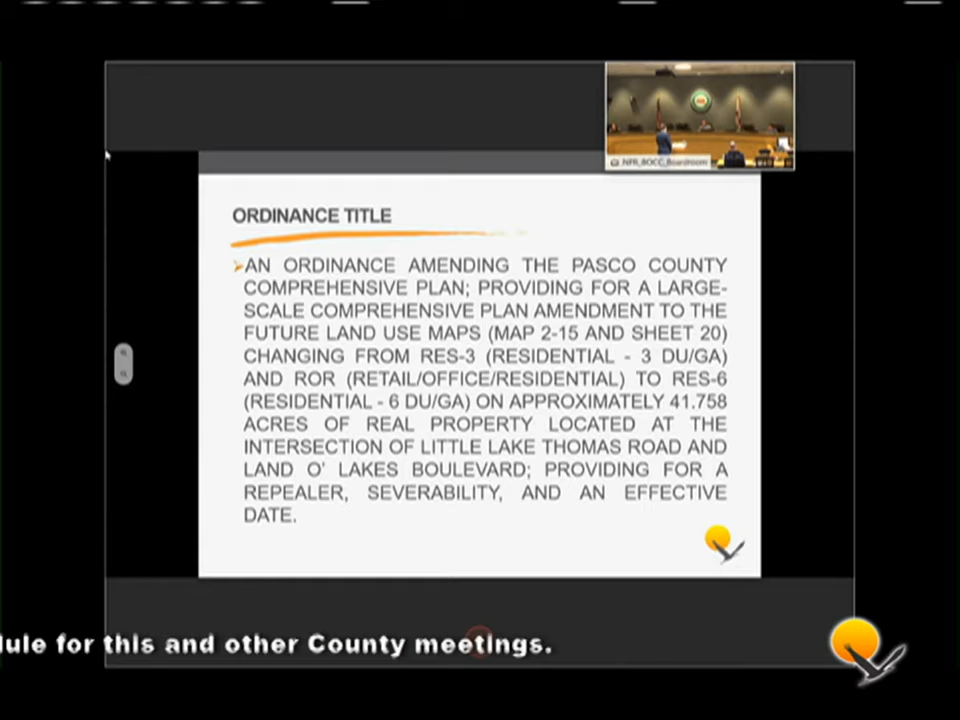 NPR_BOCC_Boardroom
ORDINANCE TITLE
AN ORDINANCE AMENDING THE PASCO COUNTY
COMPREHENSIVE PLAN; PROVIDING FOR A LARGE-
SCALE COMPREHENSIVE PLAN AMENDMENT TO THE
FUTURE LAND USE MAPS (MAP 2-15 AND SHEET 20)
CHANGING FROM RES-3 (RESIDENTIAL - 3 DU/GA)
AND ROR (RETAIL/OFFICE/RESIDENTIAL) TO RES-6
(RESIDENTIAL - 6 DU/GA) ON APPROXIMATELY 41.758
ACRES OF REAL PROPERTY LOCATED AT THE
INTERSECTION OF LITTLE LAKE THOMAS ROAD AND
LAND O' LAKES BOULEVARD; PROVIDING FOR A
REPEALER, SEVERABILITY, AND AN EFFECTIVE
DATE.
for this and other County meetings.